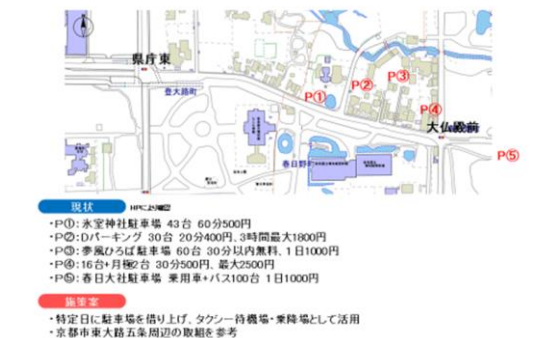 県庁東
登大路町
P①
P②
P③
P④
大仏殿前
春日野町
P⑤
現状
HPにより確認
・P①:氷室神社駐車場 43台 60分500円
・P②:Dパーキング 30台 20分400円、3時間最大1800円
・P③:夢風ひろば駐車場 60台 30分以内無料、1日1000円
・P④:16台+月極2台 30分500円、最大2500円
・P⑤:春日大社駐車場 乗用車+バス100台 1日1000円
施策案
・特定日に駐車場を借り上げ、タクシー待機場・乗降場として活用
・京都市東大路五条周辺の取組を参考